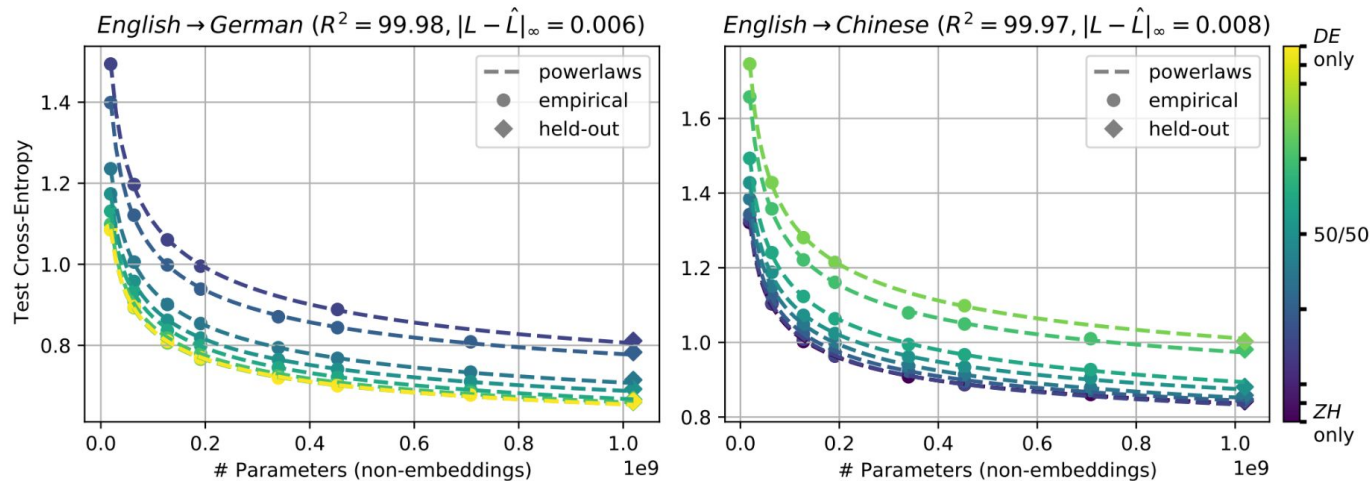 English→German (R² = 99.98, |L − L̂|∞ = 0.006)
English→Chinese (R² = 99.97, |L − L̂|∞ = 0.008)
Test Cross-Entropy
1.4
1.2
1.0
0.8
powerlaws
empirical
held-out
0.0 0.2 0.4 0.6 0.8 1.0
1e9
# Parameters (non-embeddings)
1.6
1.4
1.2
1.0
0.8
powerlaws
empirical
held-out
0.0 0.2 0.4 0.6 0.8 1.0
1e9
# Parameters (non-embeddings)
DE
only
50/50
ZH
only